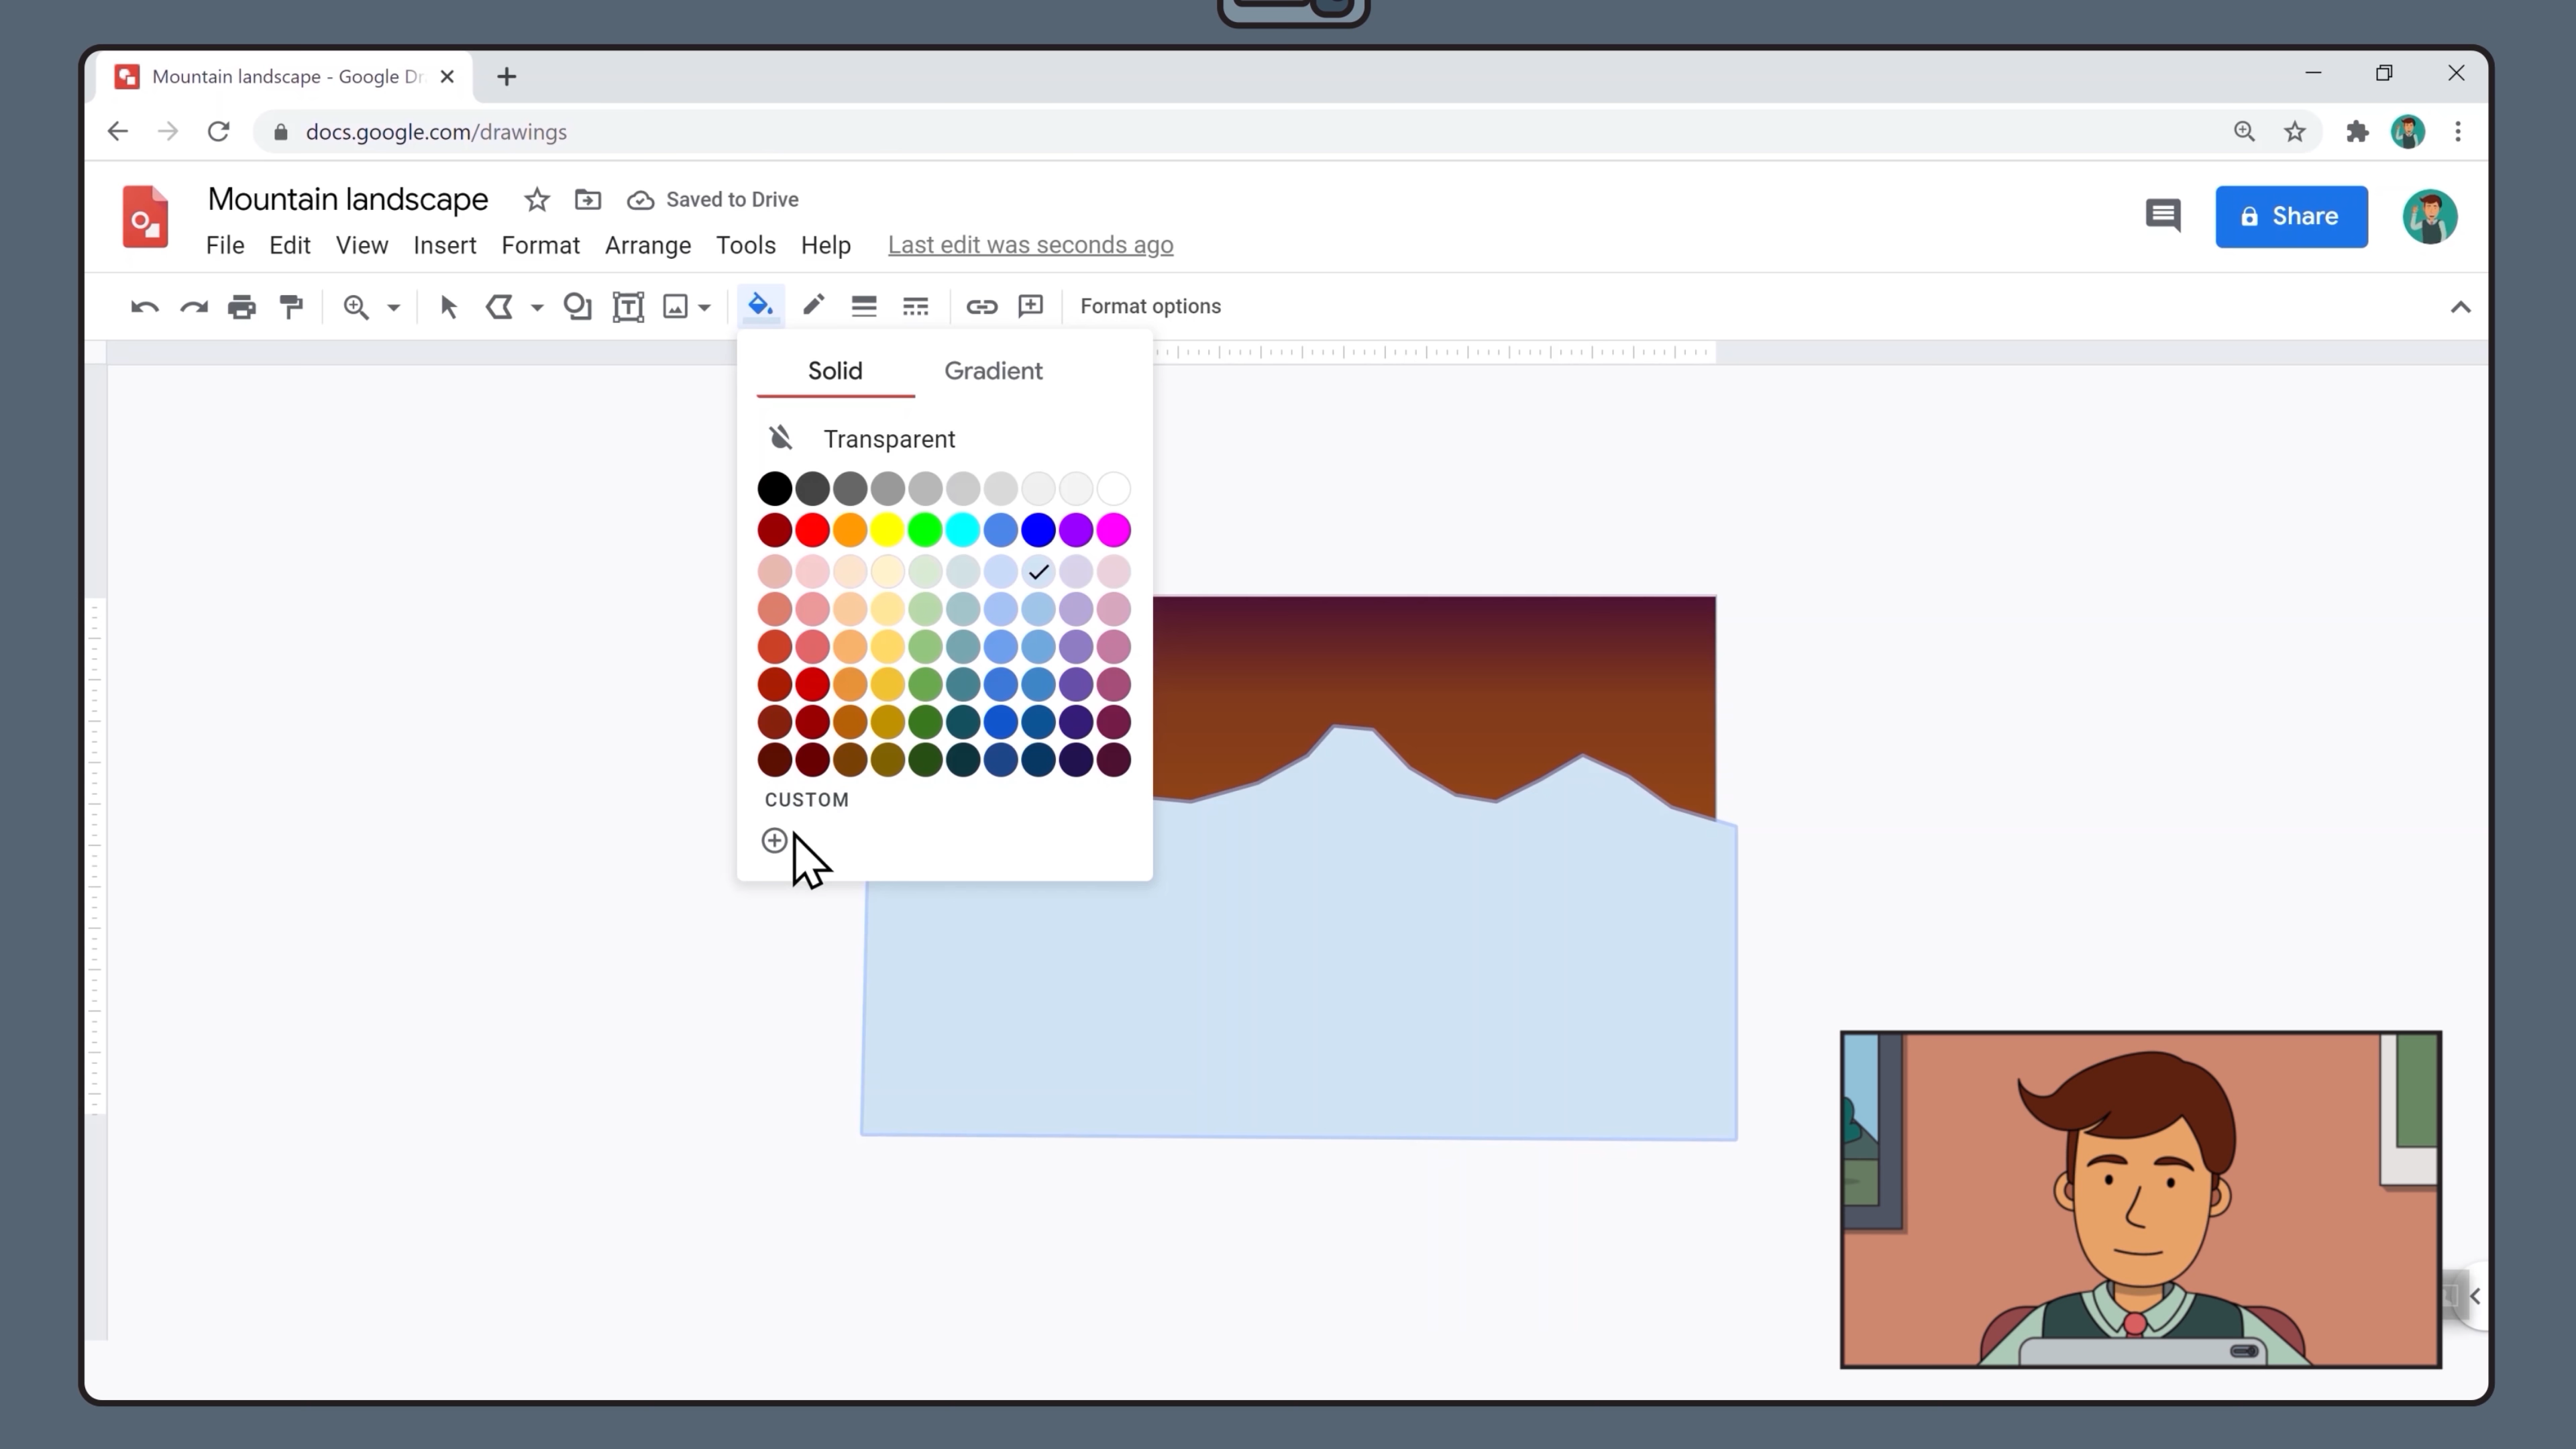 Mountain landscape - Google Dr
docs.google.com/drawings
Mountain landscape
Saved to Drive
File Edit View Insert Format Arrange Tools Help Last edit was seconds ago
Share
Format options
Solid Gradient
Transparent
CUSTOM